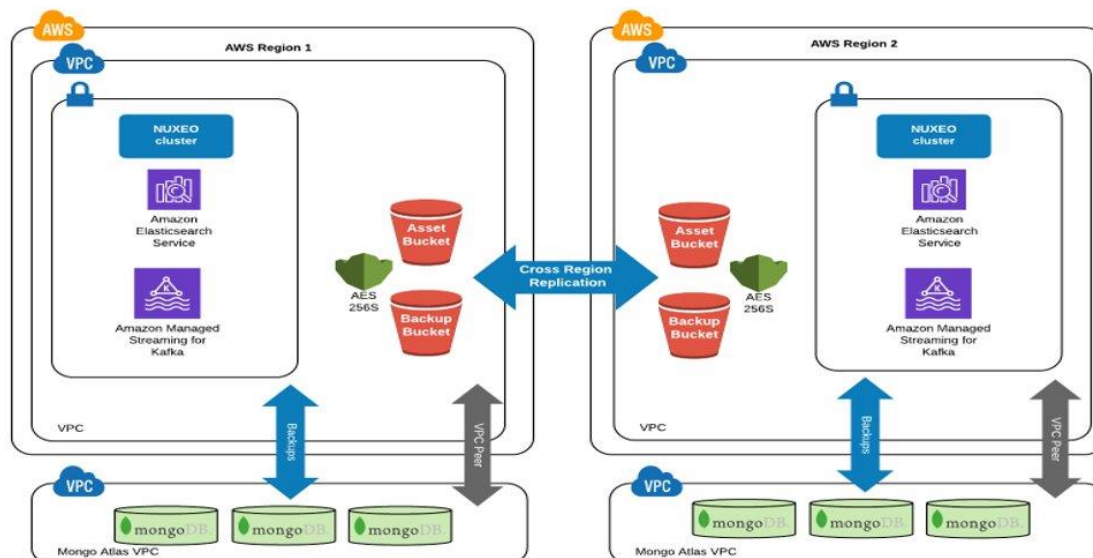 AWS
AWS Region 1
VPC
NUXEO
cluster
Amazon
Elasticsearch
Service
K
Amazon Managed
Streaming for
Kafka
Asset
Bucket
AES
256S
Backup
Bucket
VPC
Backups
VPC Peer
VPC
mongoDB.
mongoDB.
mongoDB.
Mongo Atlas VPC
Cross Region
Replication
AWS
AWS Region 2
VPC
NUXEO
cluster
Amazon
Elasticsearch
Service
K
Amazon Managed
Streaming for
Kafka
Asset
Bucket
AES
256S
Backup
Bucket
VPC
Backups
VPC Peer
VPC
mongoDB.
mongoDB.
mongoDB.
Mongo Atlas VPC